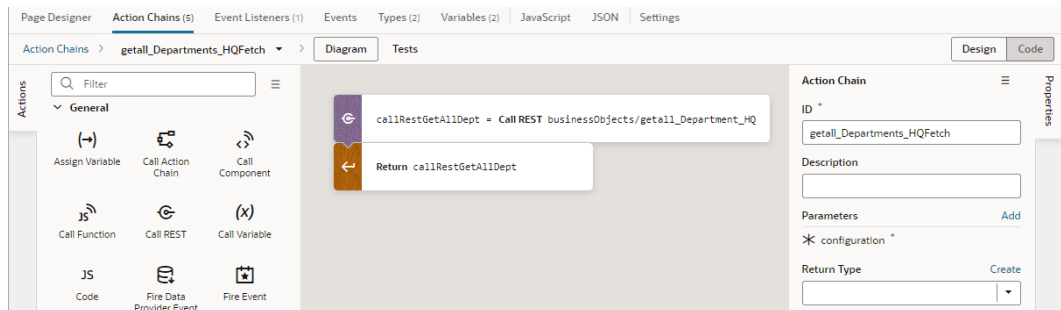 Page Designer Action Chains (5) Event Listeners (1) Events Types (2) Variables (2) JavaScript JSON Settings
Action Chains > getall_Departments_HQFetch > Diagram Tests Design Code
Actions
Filter
General
Assign Variable Call Action Chain Call Component
JS
Call Function Call REST (x) Call Variable
JS
Code Fire Data Provider Event Fire Event
callRestGetAllDept = Call REST businessObjects/getall_Department_HQ
Return callRestGetAllDept
Action Chain
ID *
getall_Departments_HQFetch
Description
Parameters Add
configuration *
Return Type Create
Properties